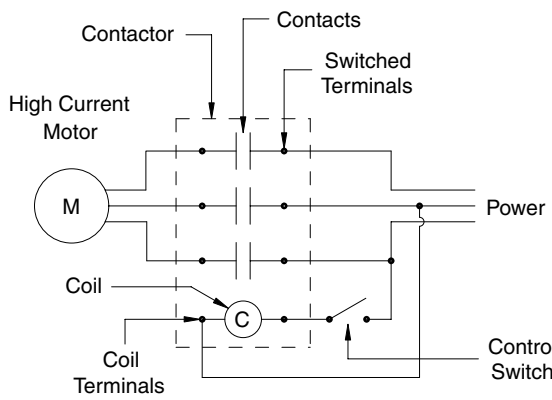 Contacts
Contactor
Switched
Terminals
High Current
Motor
M
Power
Coil
C
Coil
Terminals
Contro
Switch